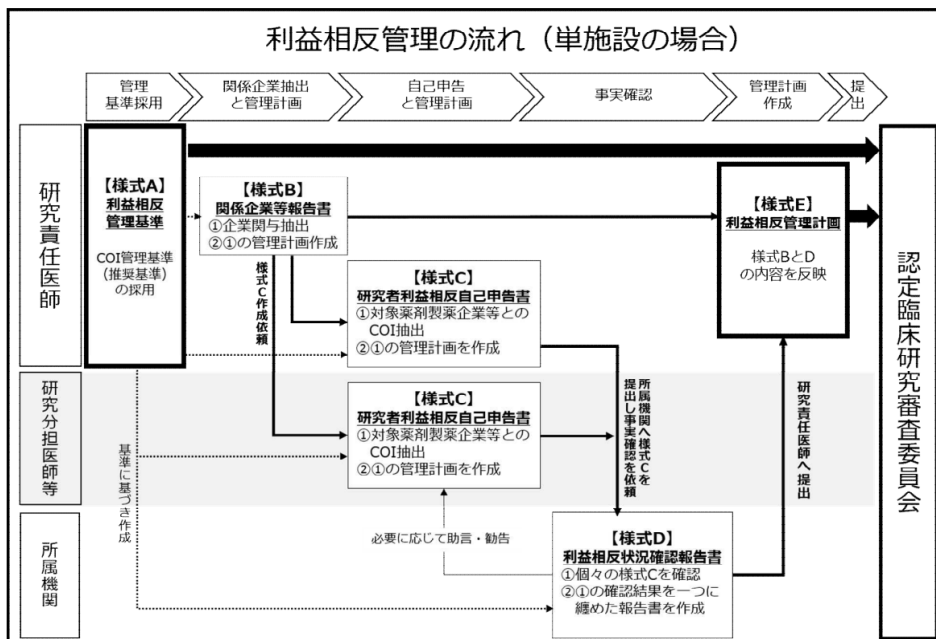 利益相反管理の流れ（単施設の場合）
管理
基準採用
関係企業抽出
と管理計画
自己申告
と管理計画
事実確認
管理計画
作成
提出
研究責任医師
【様式A】
利益相反
管理基準
COI管理基準
（推奨基準）
の採用
【様式B】
関係企業等報告書
①企業関与抽出
②①の管理計画作成
様式C作成依頼
【様式C】
研究者利益相反自己申告書
①対象薬剤製薬企業等との
COI抽出
②①の管理計画を作成
【様式E】
利益相反管理計画
様式BとD
の内容を反映
認定臨床研究審査委員会
研究分担医師等
【様式C】
研究者利益相反自己申告書
①対象薬剤製薬企業等との
COI抽出
②①の管理計画を作成
所属機関へ様式Cを
提出し事実確認を依頼
研究責任医師へ提出
基準に基づき作成
所属機関
必要に応じて助言・勧告
【様式D】
利益相反状況確認報告書
①個々の様式Cを確認
②①の確認結果を一つに
纏めた報告書を作成